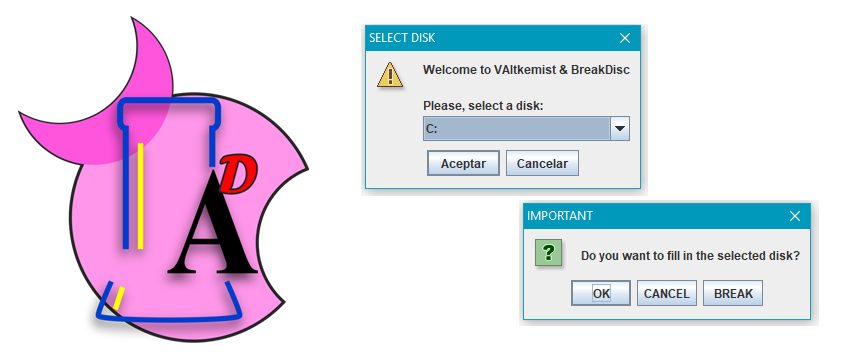 D
A
SELECT DISK
Welcome to VAltkemist & BreakDisc
Please, select a disk:
C:
Aceptar Cancelar
IMPORTANT
?
Do you want to fill in the selected disk?
OK CANCEL BREAK